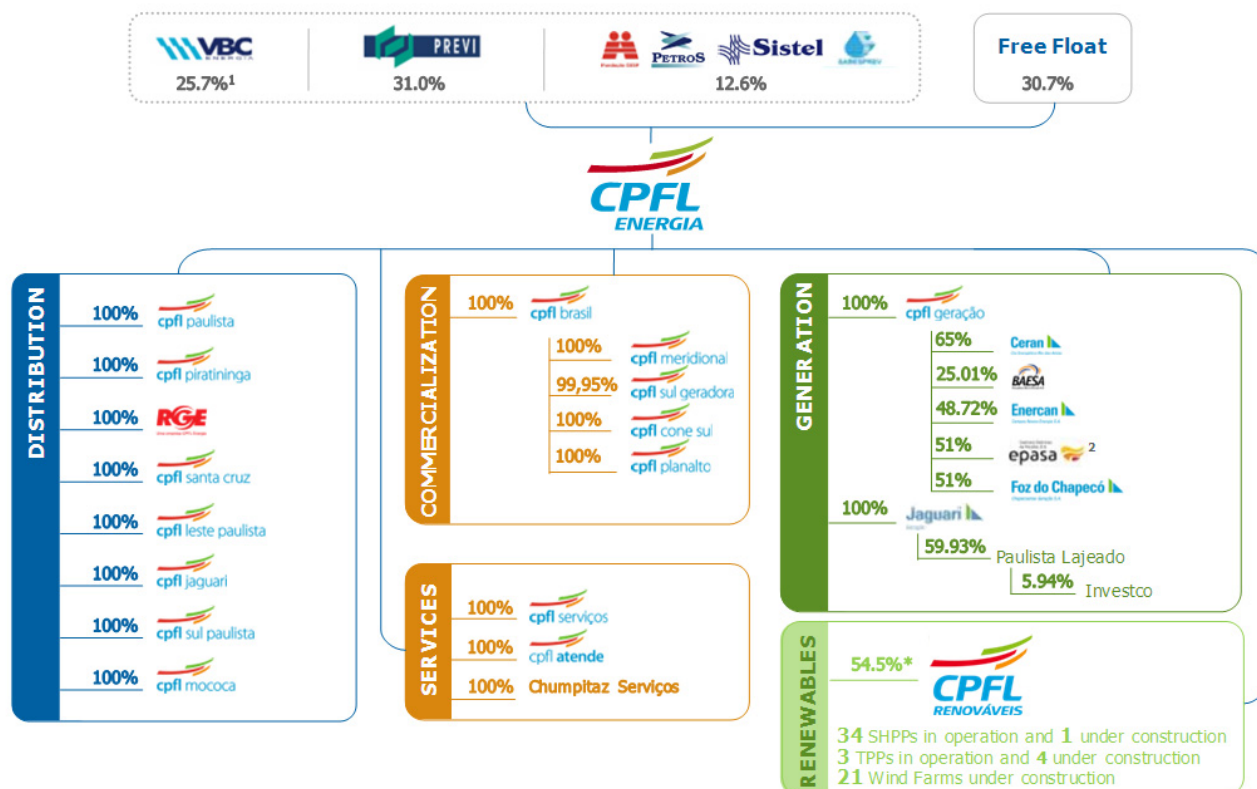 VBC
ENERGIA
25.7%¹
PREVI
31.0%
Fundação CESP
PETROS
Sistel
SABESPREV
12.6%
Free Float
30.7%
CPFL
ENERGIA
DISTRIBUTION
100% cpfl paulista
100% cpfl piratininga
100% RGE
100% cpfl santa cruz
100% cpfl leste paulista
100% cpfl jaguari
100% cpfl sul paulista
100% cpfl mococa
COMMERCIALIZATION
100% cpfl brasil
100% cpfl meridional
99,95% cpfl sul geradora
100% cpfl cone sul
100% cpfl planalto
SERVICES
100% cpfl serviços
100% cpfl atende
100% Chumpitaz Serviços
GENERATION
100% cpfl geração
65% Ceran
25.01% BAESA
48.72% Enercan
51% epasa ²
51% Foz do Chapecó
100% Jaguari
59.93% Paulista Lajeado
5.94% Investco
RENEWABLES
54.5%* CPFL
RENOVÁVEIS
34 SHPPs in operation and 1 under construction
3 TPPs in operation and 4 under construction
21 Wind Farms under construction